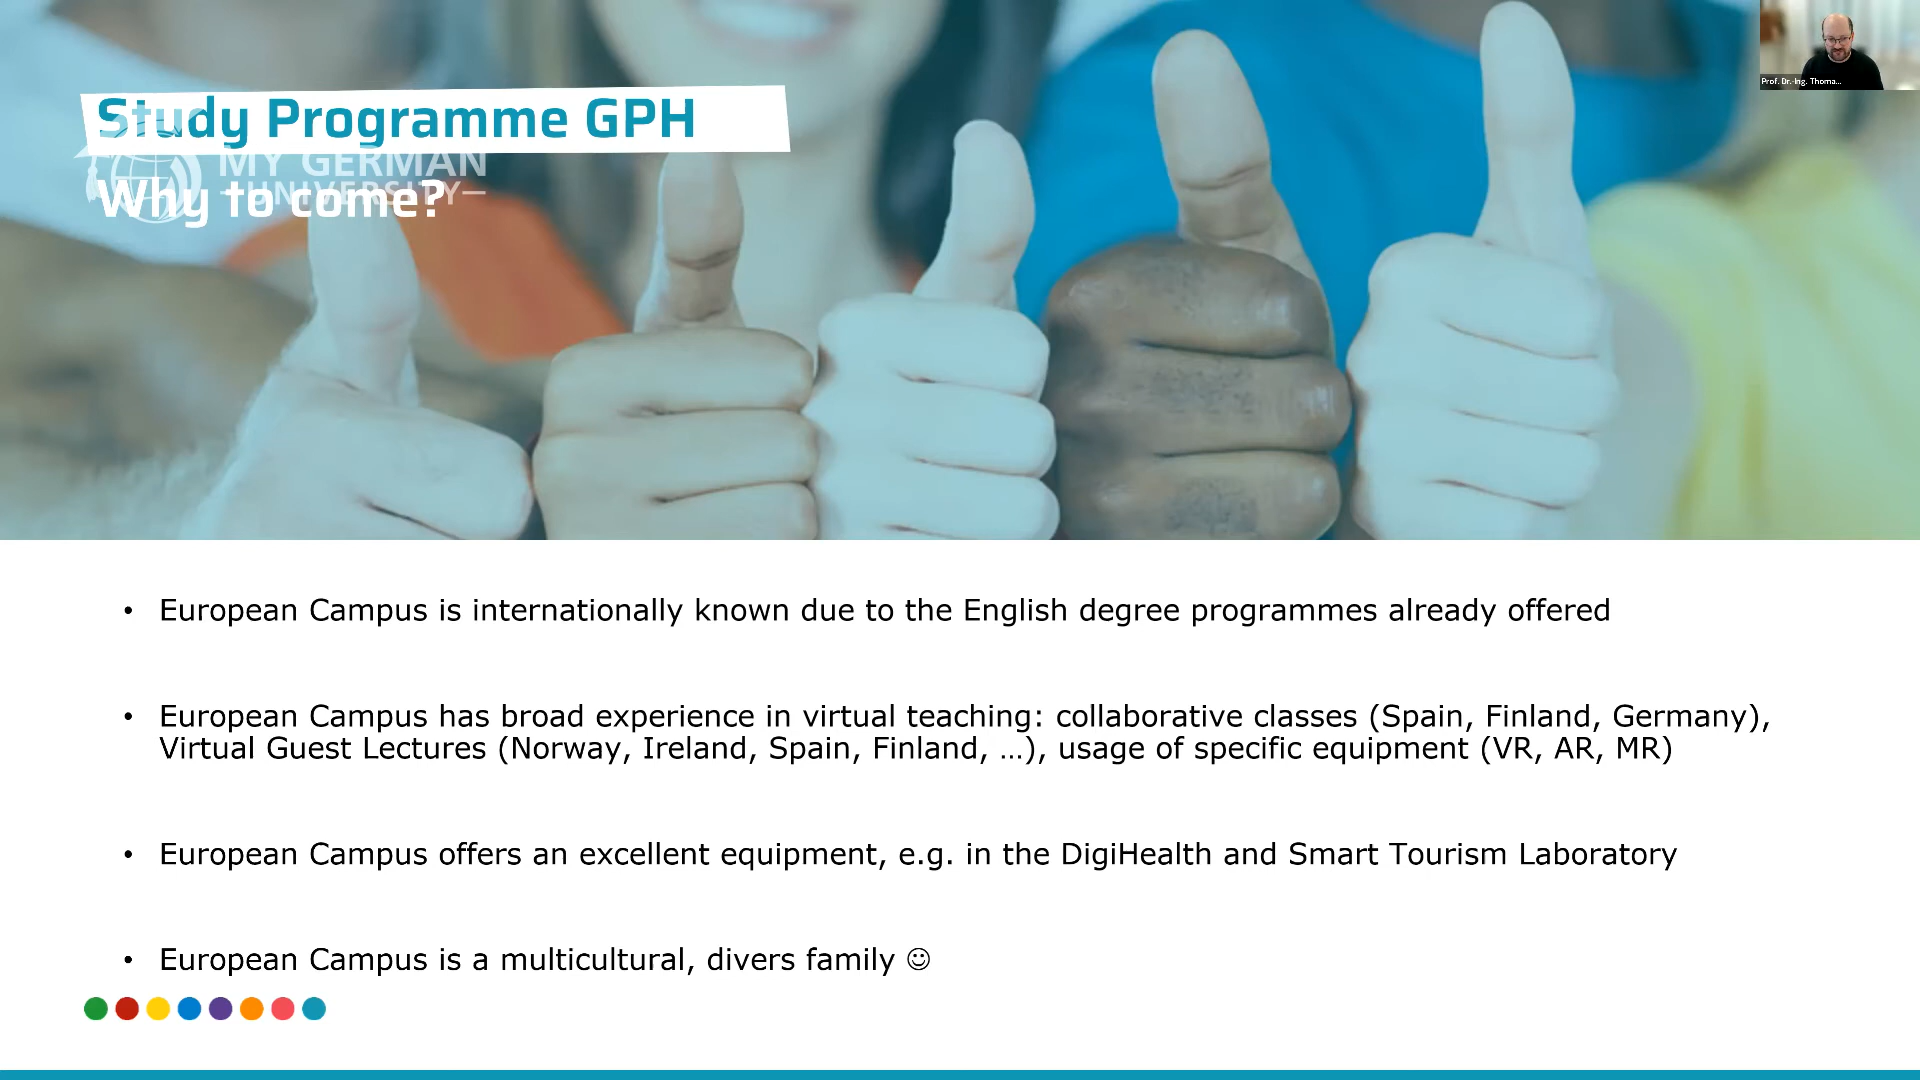 Prof. Dr.-Ing. Thoma...
Study Programme GPH
MY GERMAN
UNIVERSITY
Why to come?
• European Campus is internationally known due to the English degree programmes already offered
• European Campus has broad experience in virtual teaching: collaborative classes (Spain, Finland, Germany),
Virtual Guest Lectures (Norway, Ireland, Spain, Finland, …), usage of specific equipment (VR, AR, MR)
• European Campus offers an excellent equipment, e.g. in the DigiHealth and Smart Tourism Laboratory
• European Campus is a multicultural, divers family ☺